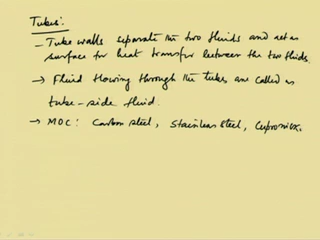 Tubes:
- Tube walls separate the two fluids and act as
surface for heat transfer between the two fluids.
→ Fluid flowing through the tubes are called as
tube-side fluid.
→ MOC: Carbon steel, Stainless Steel, Cupronickel